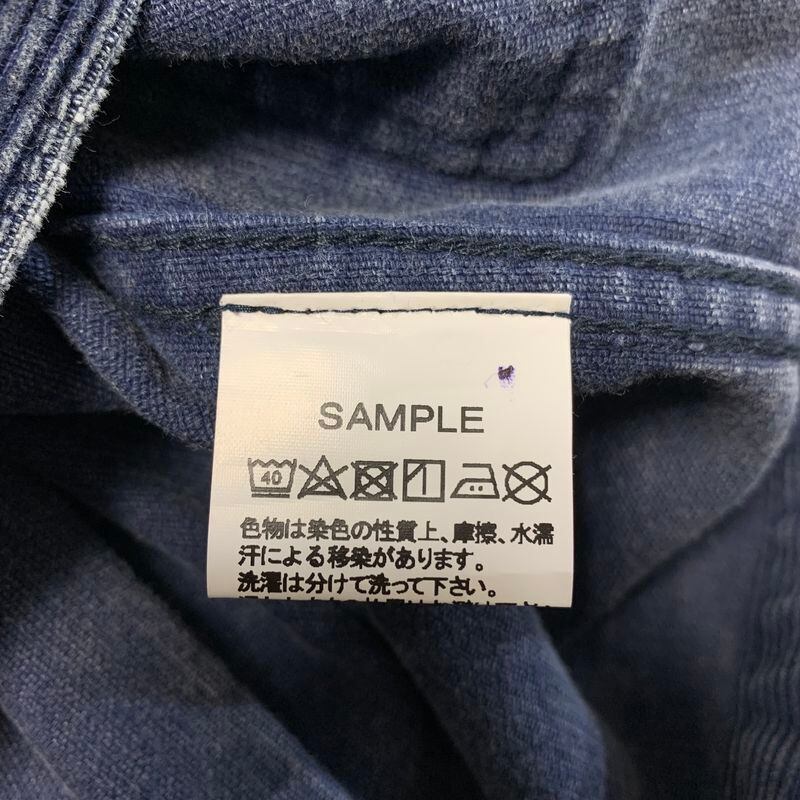 SAMPLE
40
色物は染色の性質上、摩擦、水濡
汗による移染があります。
洗濯は分けて洗って下さい。